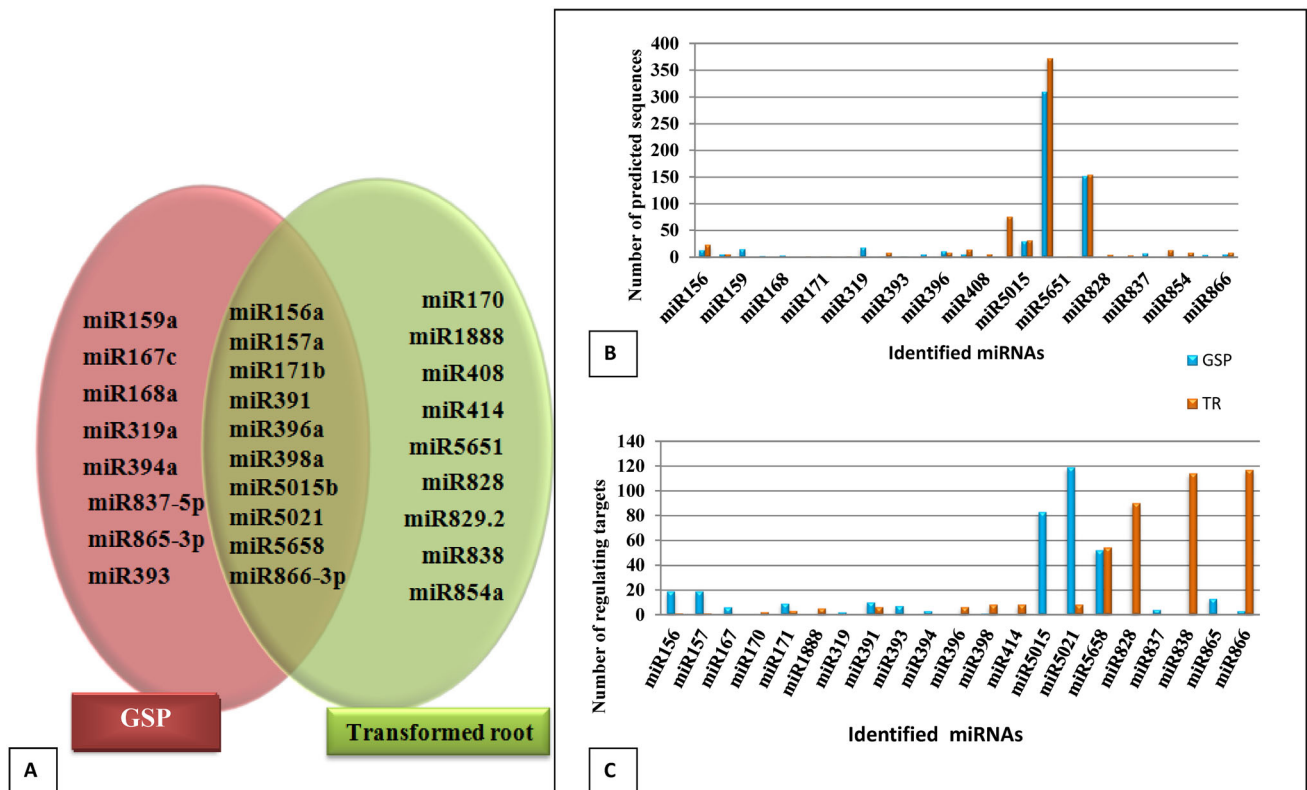 miR159a
miR167c
miR168a
miR319a
miR394a
miR837-5p
miR865-3p
miR393
miR156a
miR157a
miR171b
miR391
miR396a
miR398a
miR5015b
miR5021
miR5658
miR866-3p
miR170
miR1888
miR408
miR414
miR5651
miR828
miR829.2
miR838
miR854a
GSP
Transformed root
A
Number of predicted sequences
400
350
300
250
200
150
100
50
0
miR156
miR159
miR168
miR171
miR319
miR393
miR396
miR408
miR5015
miR5651
miR828
miR837
miR854
miR866
Identified miRNAs
B
GSP
TR
Number of regulating targets
140
120
100
80
60
40
20
0
miR156
miR157
miR167
miR170
miR171
miR1888
miR319
miR391
miR393
miR394
miR396
miR398
miR414
miR5015
miR5021
miR5658
miR828
miR837
miR838
miR865
miR866
Identified miRNAs
C